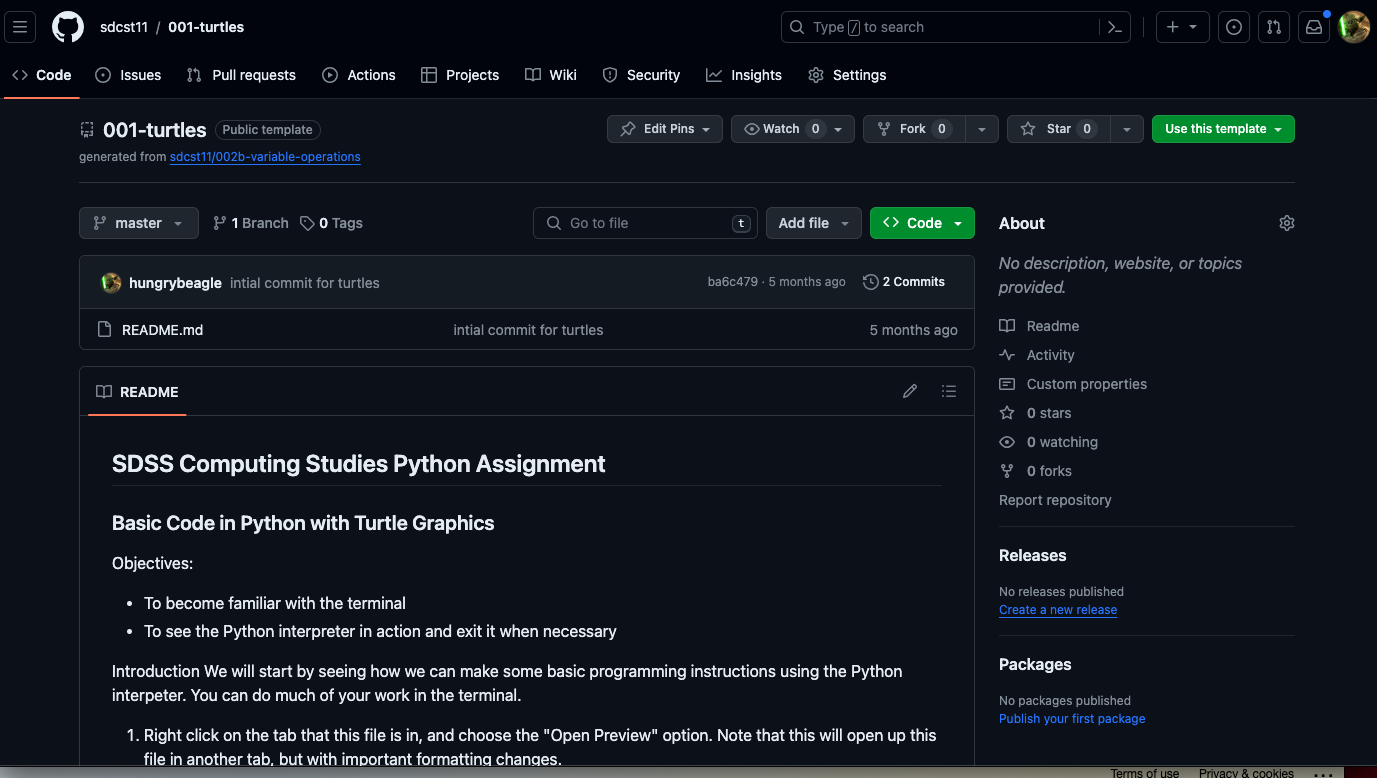 sdcst11 / 001-turtles
Type / to search
Code
Issues
Pull requests
Actions
Projects
Wiki
Security
Insights
Settings
001-turtles
Public template
Edit Pins
Watch 0
Fork 0
Star 0
Use this template
generated from sdcst11/002b-variable-operations
master
1 Branch
0 Tags
Go to file
t
Add file
Code
hungrybeagle intial commit for turtles
ba6c479 · 5 months ago
2 Commits
README.md
intial commit for turtles
5 months ago
README
SDSS Computing Studies Python Assignment
Basic Code in Python with Turtle Graphics
Objectives:
• To become familiar with the terminal
• To see the Python interpreter in action and exit it when necessary
Introduction We will start by seeing how we can make some basic programming instructions using the Python
interpeter. You can do much of your work in the terminal.
1. Right click on the tab that this file is in, and choose the "Open Preview" option. Note that this will open up this
file in another tab, but with important formatting changes.
About
No description, website, or topics
provided.
Readme
Activity
Custom properties
0 stars
0 watching
0 forks
Report repository
Releases
No releases published
Create a new release
Packages
No packages published
Publish your first package
Terms of use
Privacy & cookies
...